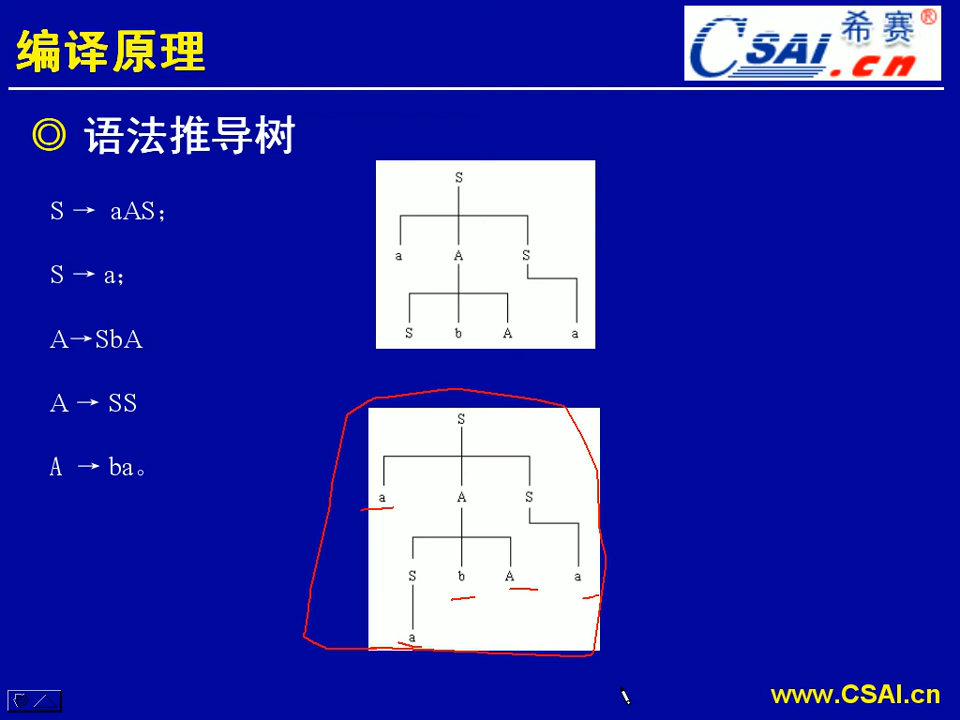 编译原理
CSAI.cn 希赛®
◎ 语法推导树
S → aAS；
S → a；
A→SbA
A → SS
A → ba。
S
a A S
S b A a
S
a A S
S b A a
a
www.CSAI.cn